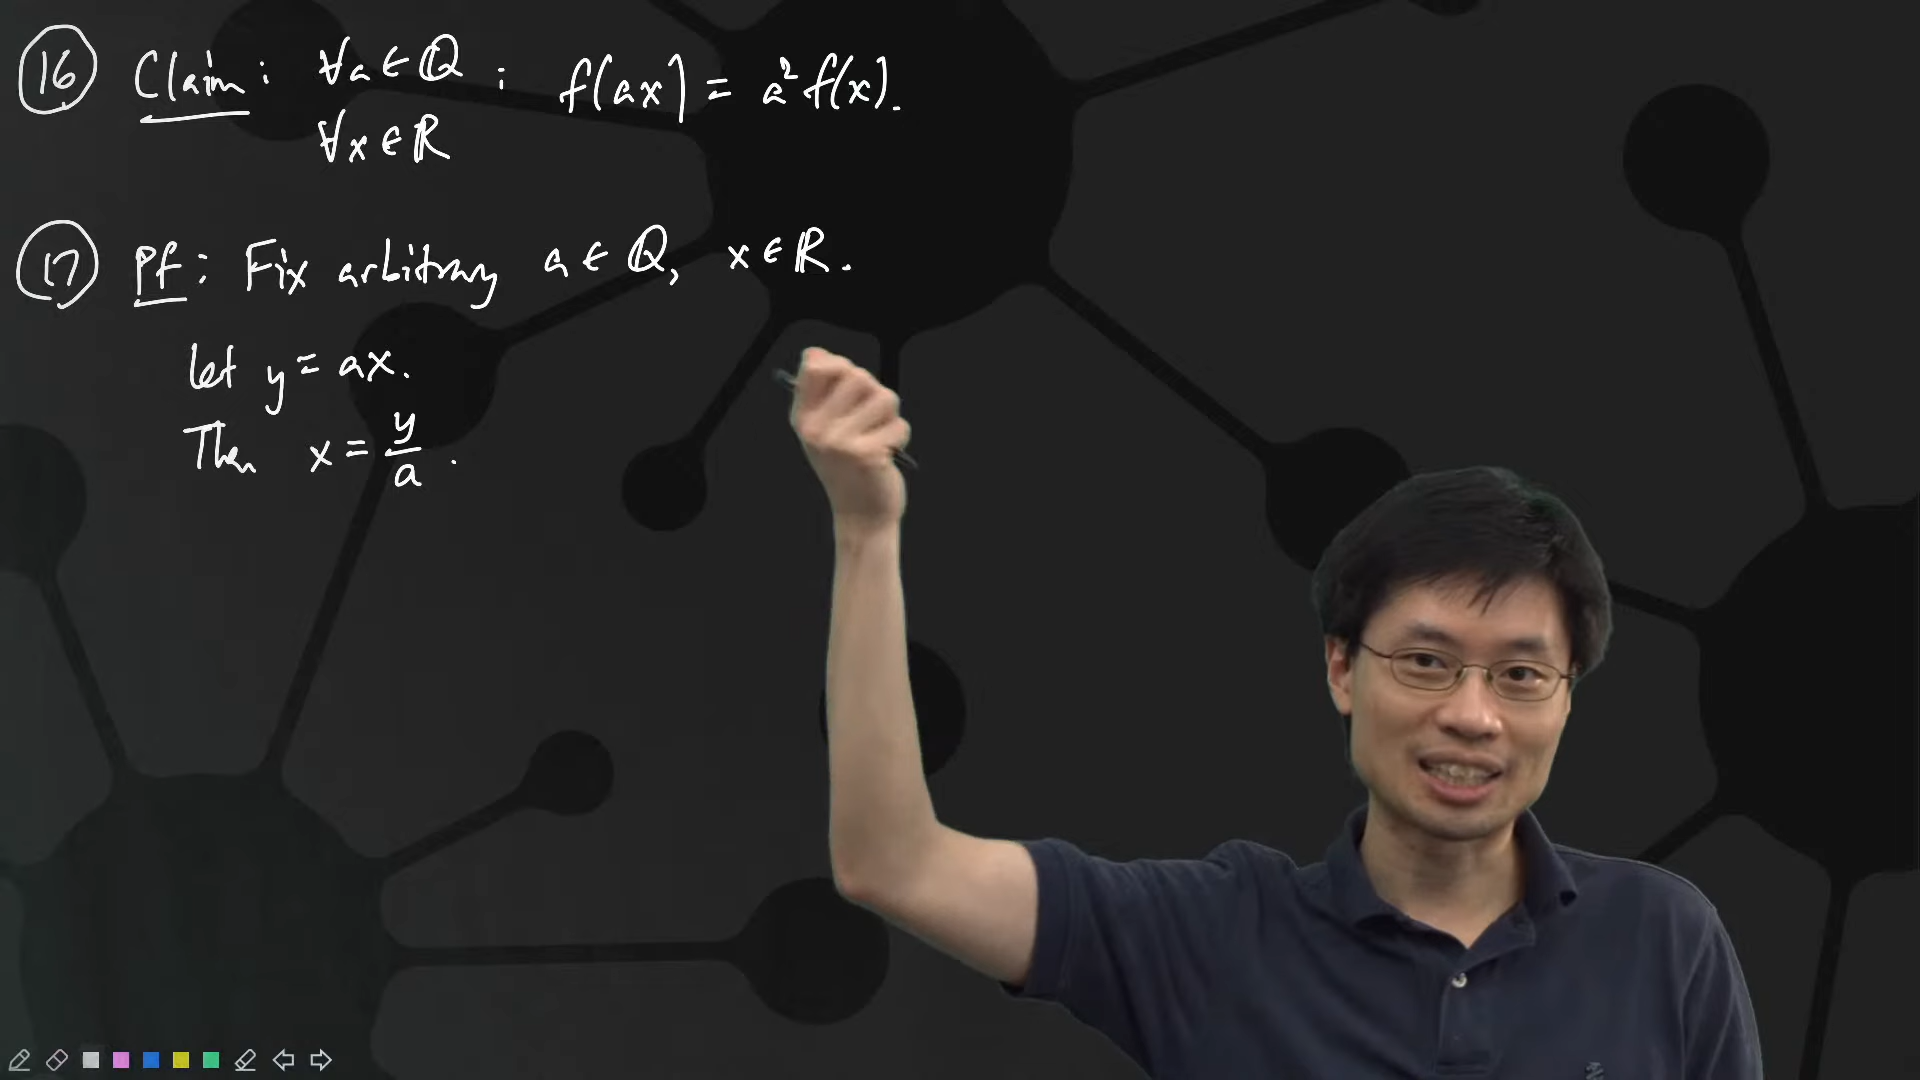 16 Claim: ∀a∈ℚ : f(ax) = a²f(x).
∀x∈ℝ
17 Pf: Fix arbitrary a∈ℚ, x∈ℝ.
let y = ax.
Then x = y/a.